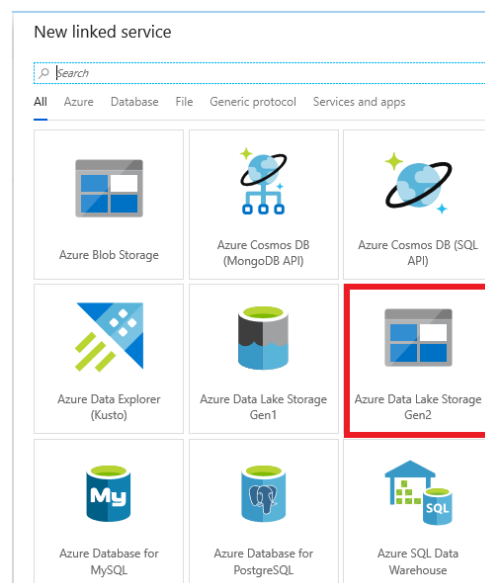 New linked service
Search
All Azure Database File Generic protocol Services and apps
Azure Blob Storage
Azure Cosmos DB
(MongoDB API)
Azure Cosmos DB (SQL
API)
Azure Data Explorer
(Kusto)
Azure Data Lake Storage
Gen1
Azure Data Lake Storage
Gen2
My
SQL
Azure Database for
MySQL
Azure Database for
PostgreSQL
Azure SQL Data
Warehouse